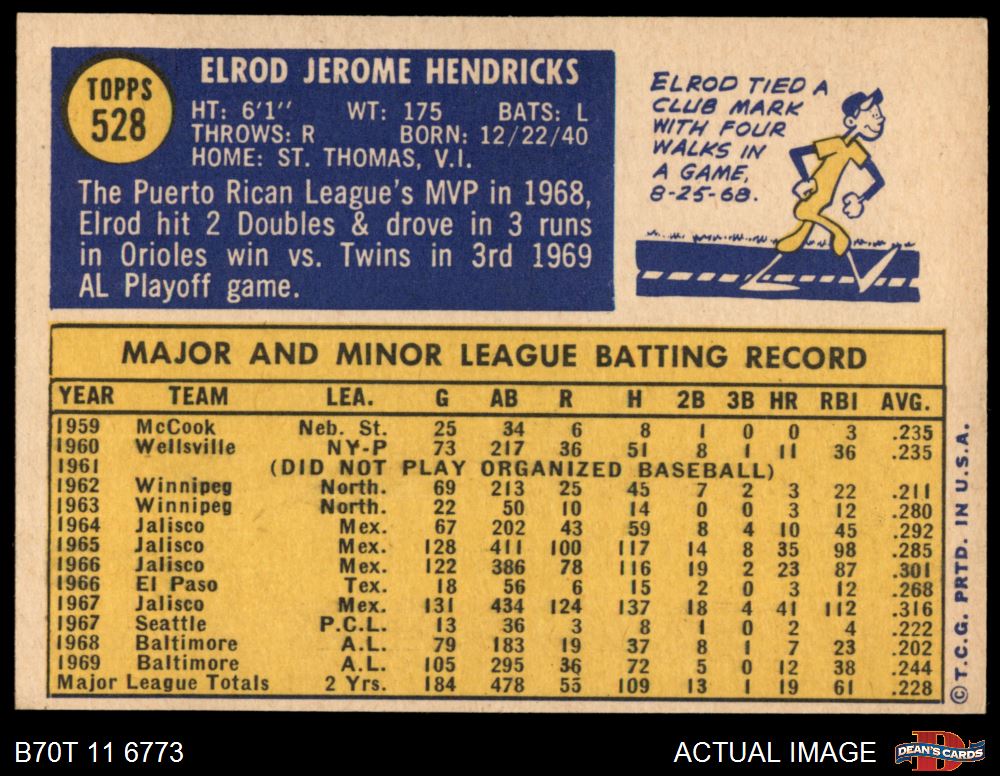 TOPPS
528
ELROD JEROME HENDRICKS
HT: 6'1" WT: 175 BATS: L
THROWS: R BORN: 12/22/40
HOME: ST. THOMAS, V.I.
The Puerto Rican League's MVP in 1968,
Elrod hit 2 Doubles & drove in 3 runs
in Orioles win vs. Twins in 3rd 1969
AL Playoff game.
ELROD TIED A
CLUB MARK
WITH FOUR
WALKS IN
A GAME,
8-25-68.
MAJOR AND MINOR LEAGUE BATTING RECORD
YEAR TEAM LEA. G AB R H 2B 3B HR RBI AVG.
1959 McCook Neb. St. 25 34 6 8 1 0 0 3 .235
1960 Wellsville NY-P 73 217 36 51 8 1 11 36 .235
1961 (DID NOT PLAY ORGANIZED BASEBALL)
1962 Winnipeg North. 69 213 25 45 7 2 3 22 .211
1963 Winnipeg North. 22 50 10 14 0 0 3 12 .280
1964 Jalisco Mex. 67 202 43 59 8 4 10 45 .292
1965 Jalisco Mex. 128 411 100 117 14 8 35 98 .285
1966 Jalisco Mex. 122 386 78 116 19 2 23 87 .301
1966 El Paso Tex. 18 56 6 15 2 0 3 12 .268
1967 Jalisco Mex. 131 434 124 137 18 4 41 112 .316
1967 Seattle P.C.L. 13 36 3 8 1 0 2 4 .222
1968 Baltimore A.L. 79 183 19 37 8 1 7 23 .202
1969 Baltimore A.L. 105 295 36 72 5 0 12 38 .244
Major League Totals 2 Yrs. 184 478 55 109 13 1 19 61 .228
© T.C.G. PRTD. IN U.S.A.
B70T 11 6773
ACTUAL IMAGE
DEAN'S CARDS